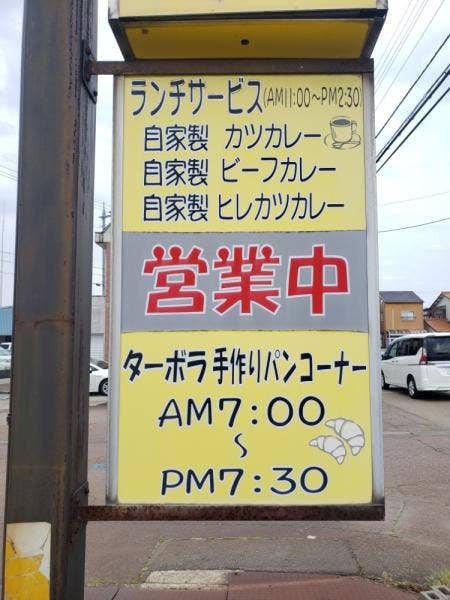 ランチサービス(AM11:00～PM2:30)
自家製 カツカレー
自家製 ビーフカレー
自家製 ヒレカツカレー
営業中
ターボラ手作りパンコーナー
AM7:00
～
PM7:30